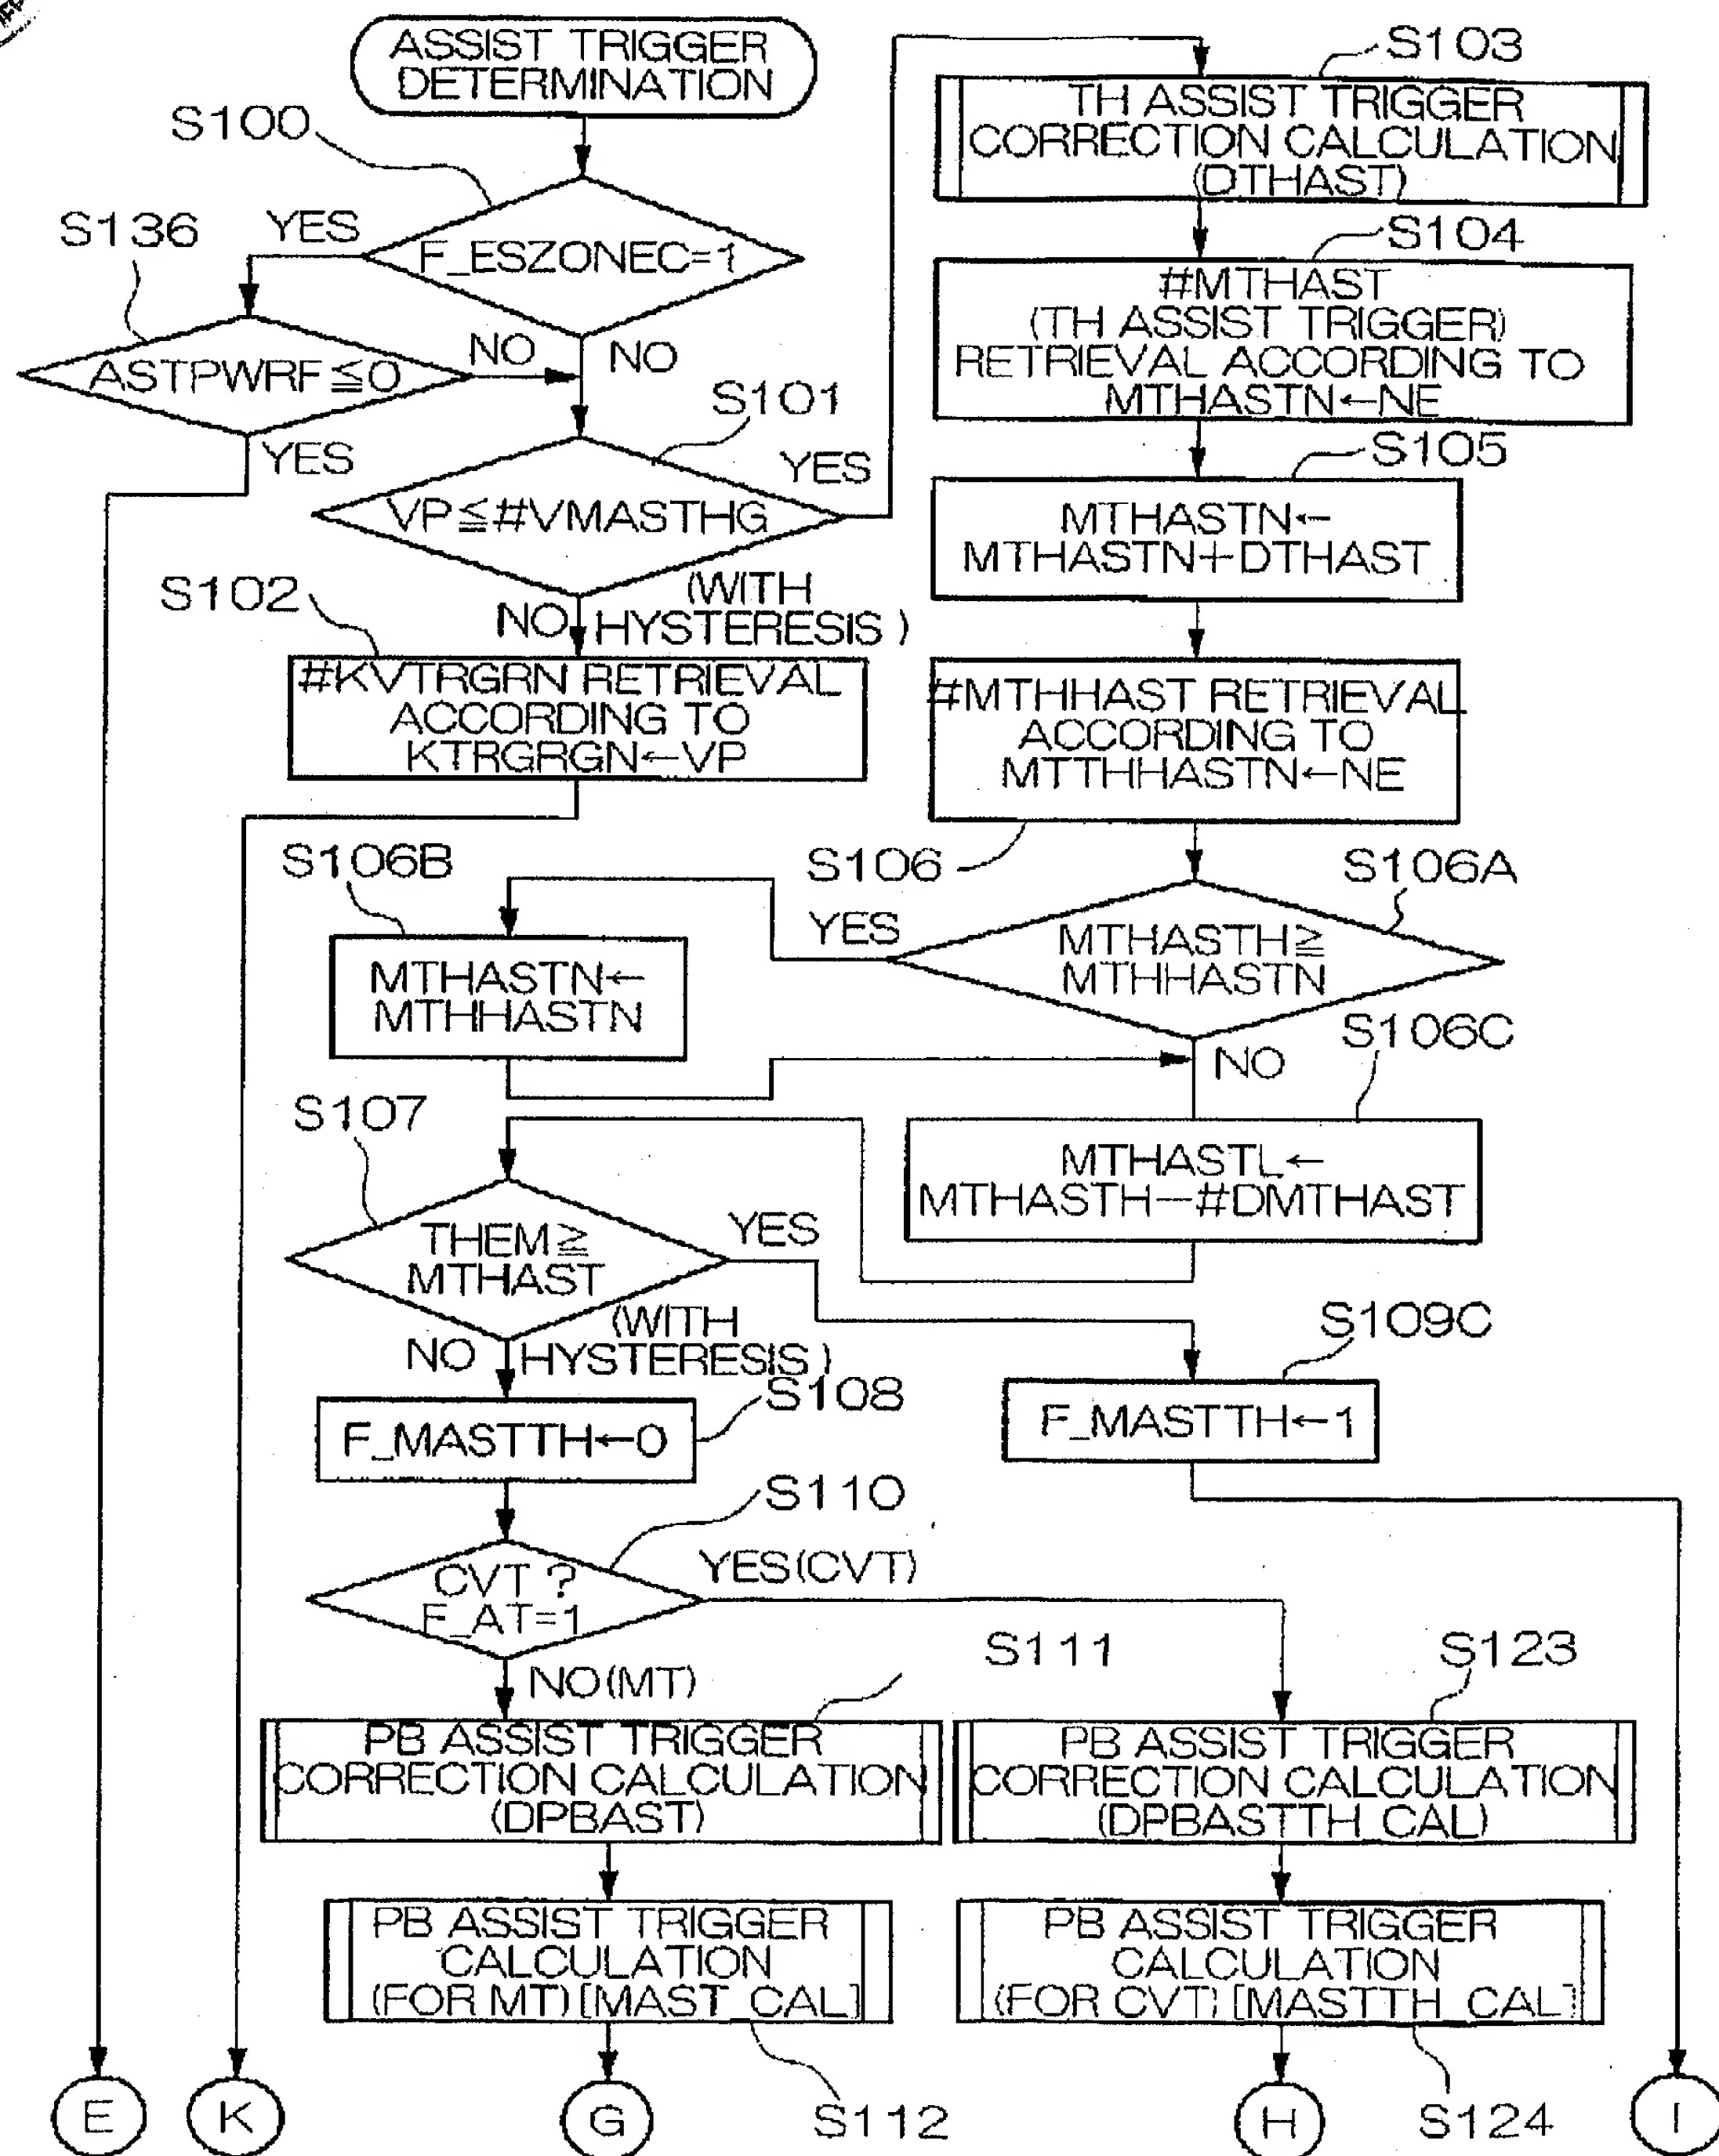 ASSIST TRIGGER
DETERMINATION
S100
F_ESZONEC=1
YES
NO
S136
ASTPWRF≦0
NO
YES
S101
VP≦#VMASTHG
YES
NO
(WITH
HYSTERESIS)
S102
#KVTRGRN RETRIEVAL
ACCORDING TO
KTRGRGN←VP
S103
TH ASSIST TRIGGER
CORRECTION CALCULATION
(DTHAST)
S104
#MTHAST
(TH ASSIST TRIGGER)
RETRIEVAL ACCORDING TO
MTHASTN←NE
S105
MTHASTN←
MTHASTN+DTHAST
#MTHHAST RETRIEVAL
ACCORDING TO
MTTHHASTN←NE
S106
S106A
MTHASTH≧
MTHHASTN
YES
NO
S106B
MTHASTN←
MTHHASTN
S106C
MTHASTL←
MTHASTH-#DMTHAST
S107
THEM≧
MTHAST
YES
NO
(WITH
HYSTERESIS)
S108
F_MASTTH←0
S109C
F_MASTTH←1
S110
CVT ?
F_AT=1
YES(CVT)
NO(MT)
S111
PB ASSIST TRIGGER
CORRECTION CALCULATION
(DPBAST)
S123
PB ASSIST TRIGGER
CORRECTION CALCULATION
(DPBASTTH_CAL)
PB ASSIST TRIGGER
CALCULATION
(FOR MT) [MAST_CAL]
S112
PB ASSIST TRIGGER
CALCULATION
(FOR CVT) [MASTTH_CAL]
S124
E
K
G
H
I